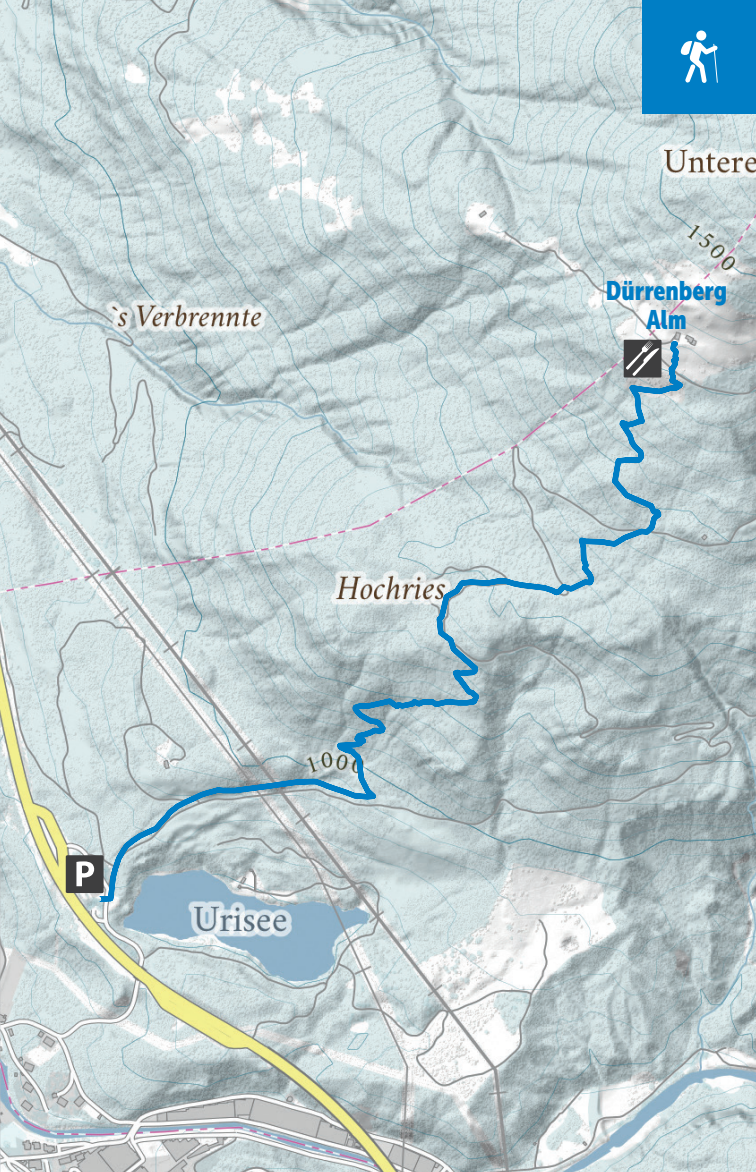 Untere
1500
Dürrenberg
Alm
`s Verbrennte
Hochries
1000
P
Urisee